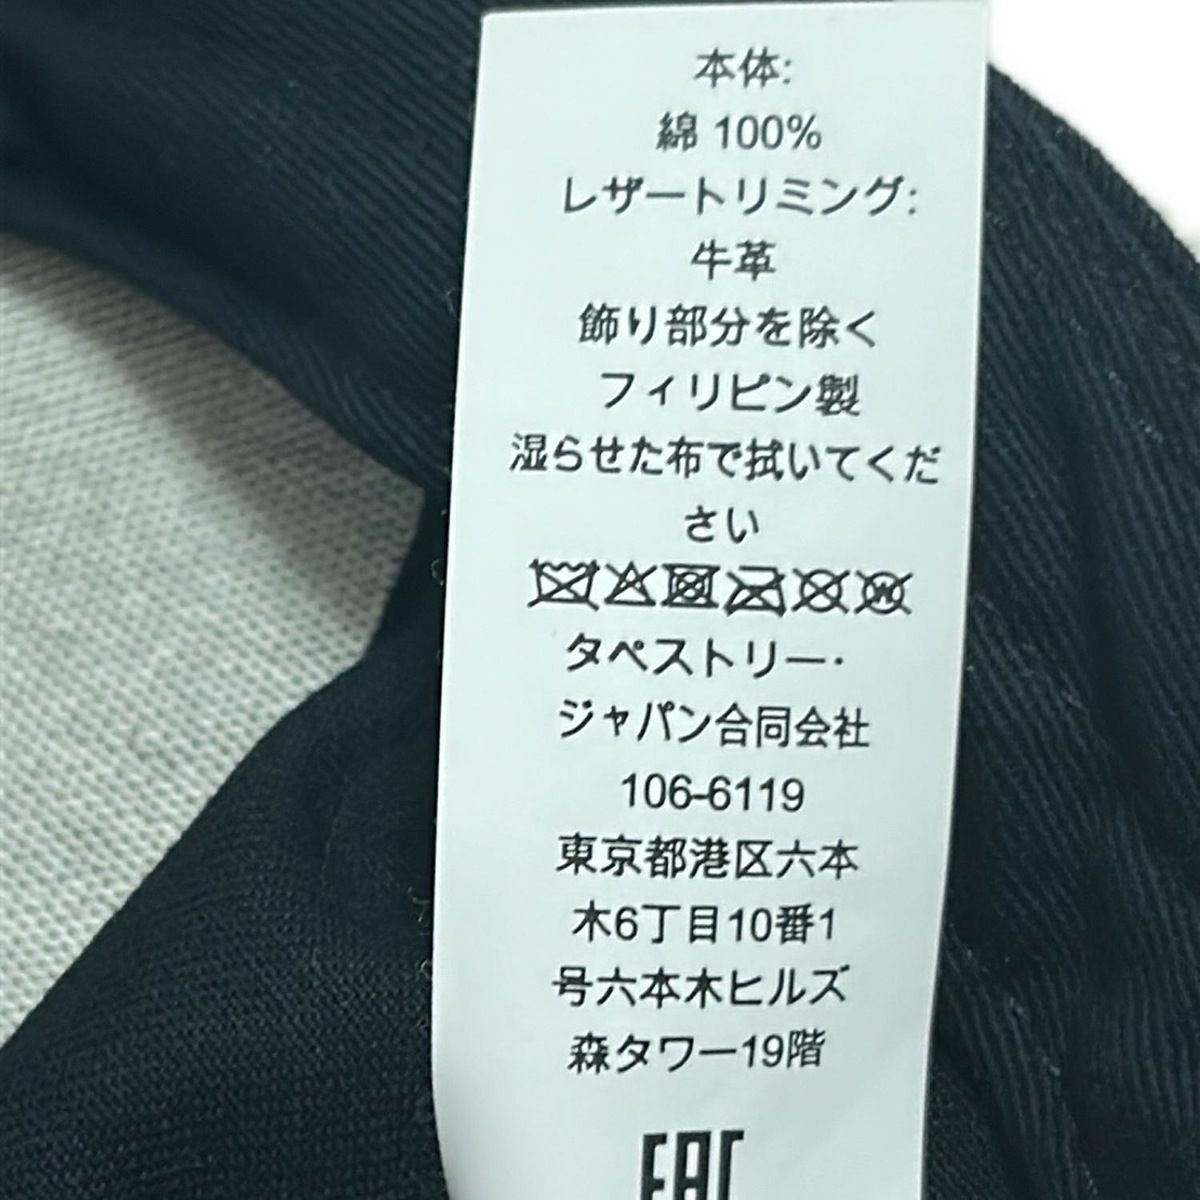 本体:
綿 100%
レザートリミング:
牛革
飾り部分を除く
フィリピン製
湿らせた布で拭いてくだ
さい
W
タペストリー·
ジャパン合同会社
106-6119
東京都港区六本
木6丁目10番1
号六本木ヒルズ
森タワー19階
EAC